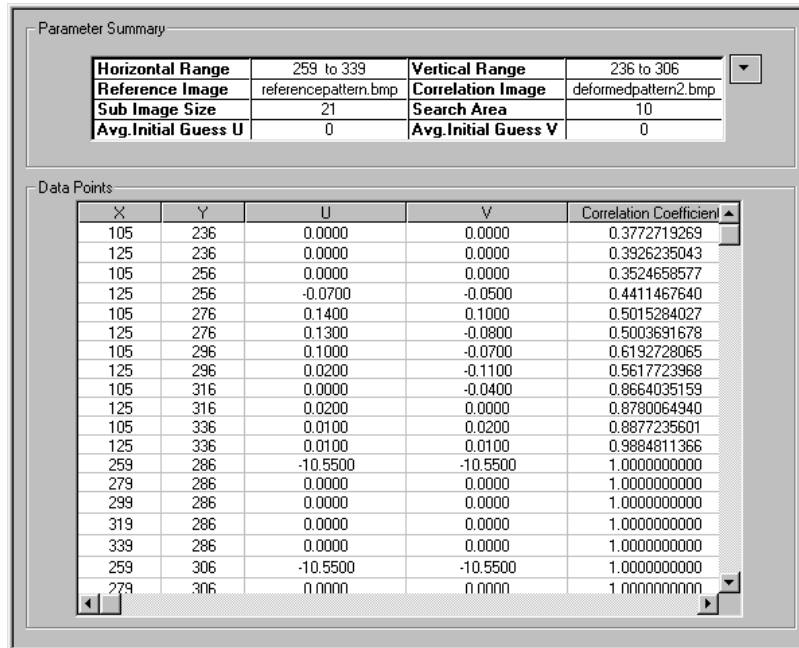 Parameter Summary
Horizontal Range 259 to 339 Vertical Range 236 to 306
Reference Image referencepattern.bmp Correlation Image deformedpattern2.bmp
Sub Image Size 21 Search Area 10
Avg.Initial Guess U 0 Avg.Initial Guess V 0
Data Points
X Y U V Correlation Coefficient
105 236 0.0000 0.0000 0.3772719269
125 236 0.0000 0.0000 0.3926235043
105 256 0.0000 0.0000 0.3524658577
125 256 -0.0700 -0.0500 0.4411467640
105 276 0.1400 0.1000 0.5015284027
125 276 0.1300 -0.0800 0.5003691678
105 296 0.1000 -0.0700 0.6192728065
125 296 0.0200 -0.1100 0.5617723968
105 316 0.0000 -0.0400 0.8664035159
125 316 0.0200 0.0000 0.8780064940
105 336 0.0100 0.0200 0.8877235601
125 336 0.0100 0.0100 0.9884811366
259 286 -10.5500 -10.5500 1.0000000000
279 286 0.0000 0.0000 1.0000000000
299 286 0.0000 0.0000 1.0000000000
319 286 0.0000 0.0000 1.0000000000
339 286 0.0000 0.0000 1.0000000000
259 306 -10.5500 -10.5500 1.0000000000
279 306 0.0000 0.0000 1.0000000000